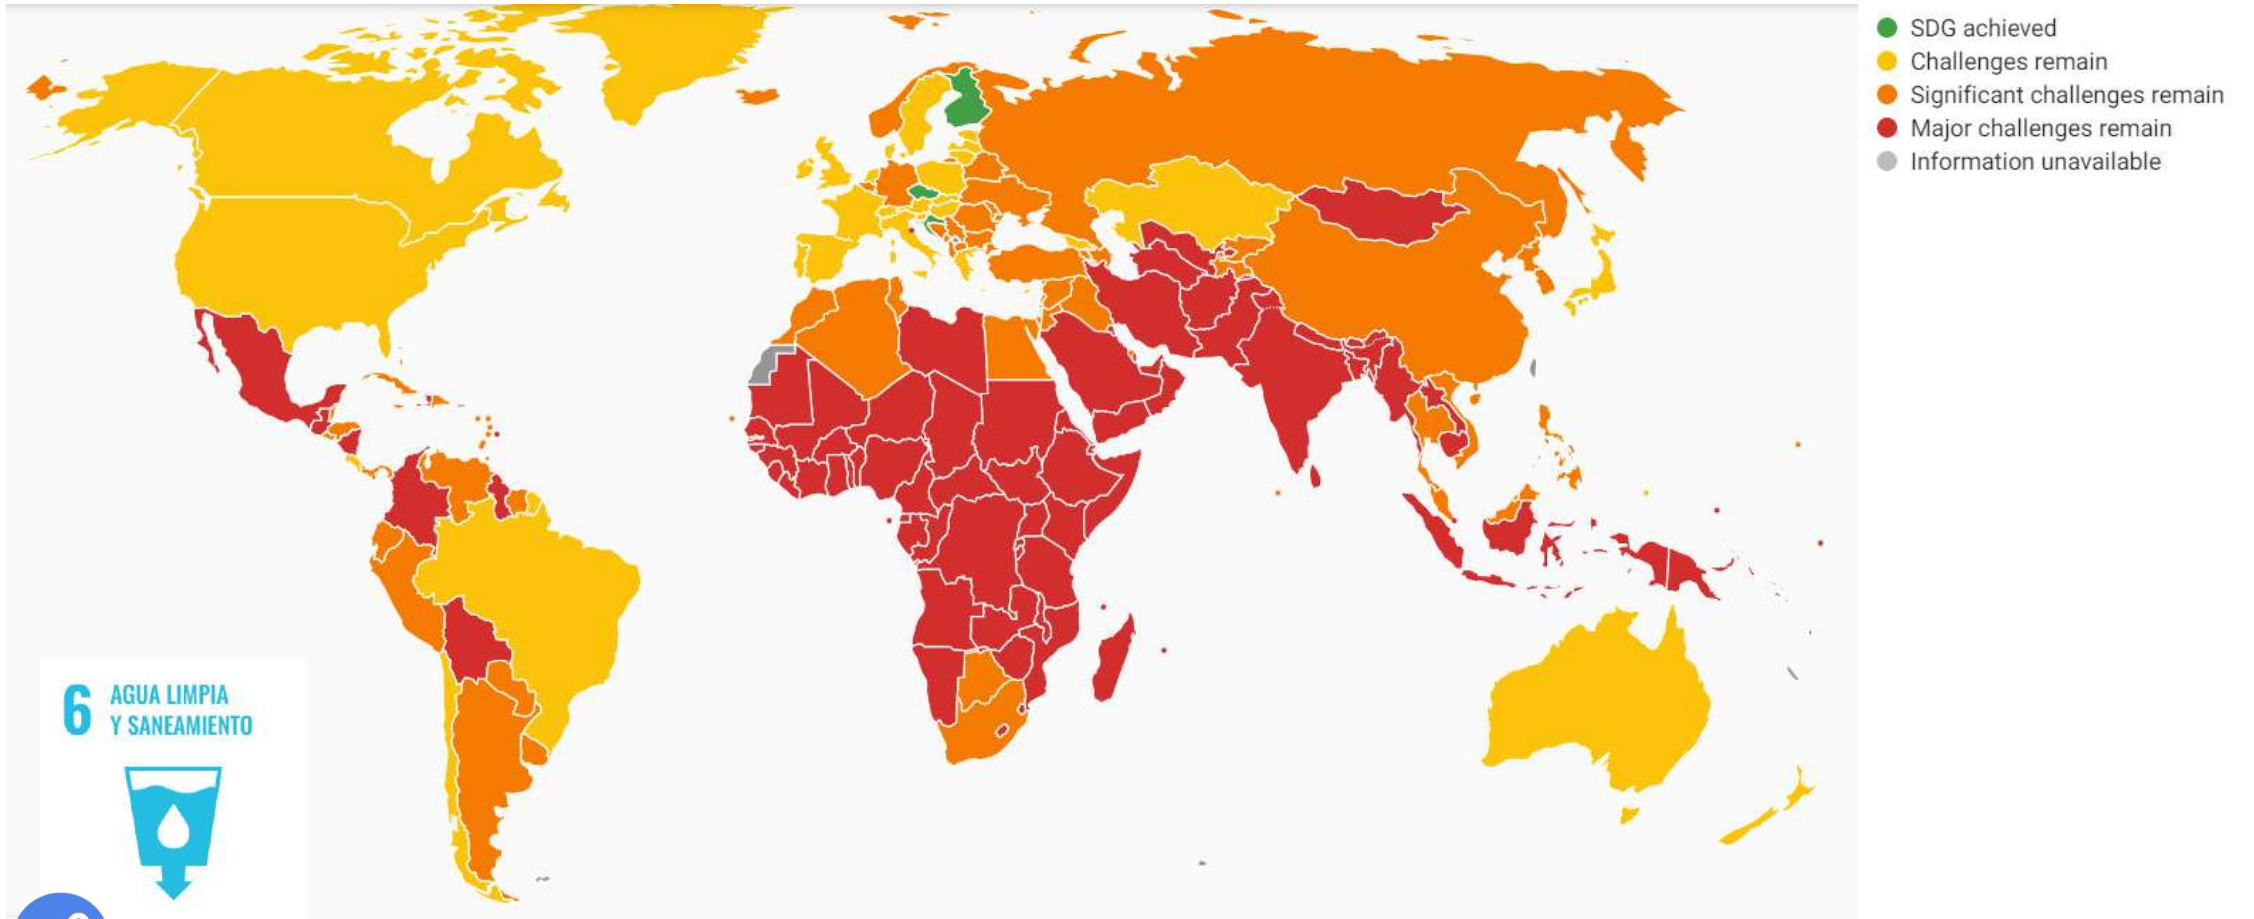 SDG achieved
Challenges remain
Significant challenges remain
Major challenges remain
Information unavailable
6 AGUA LIMPIA
Y SANEAMIENTO